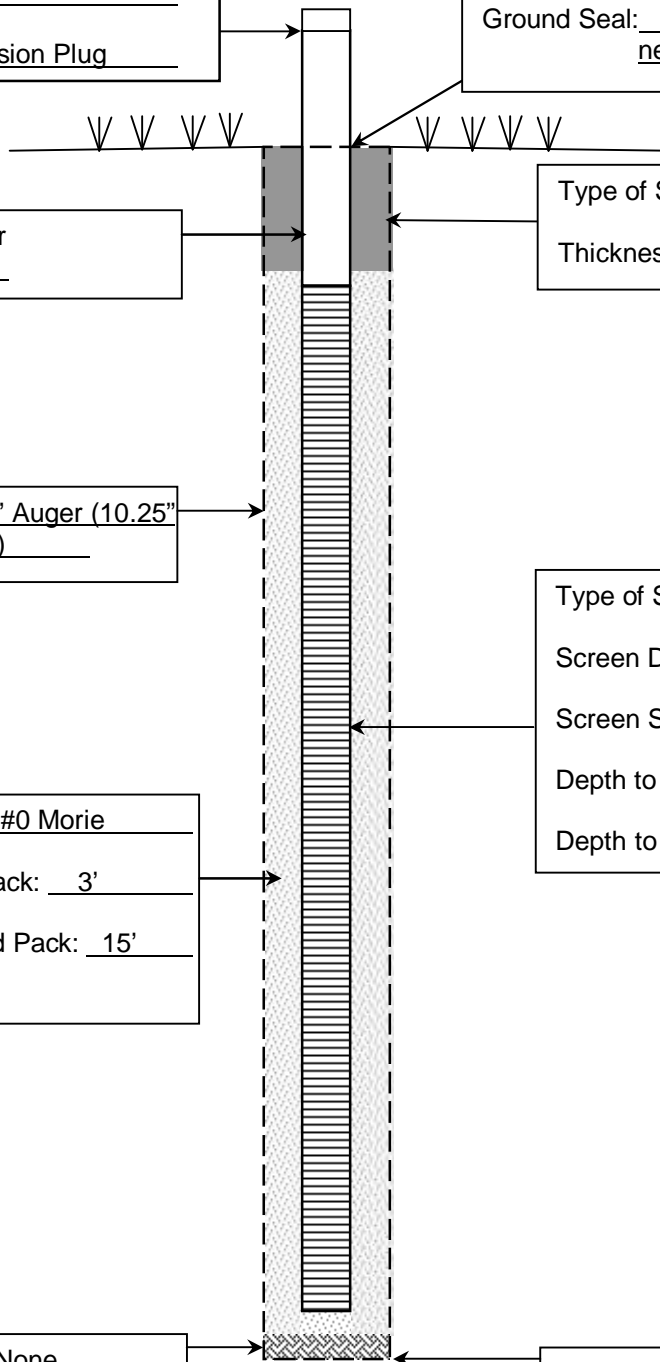 sion Plug
Ground Seal:
ne
r
Type of S
Thicknes
” Auger (10.25”
)
Type of S
Screen D
Screen S
Depth to
Depth to
#0 Morie
ack: 3’
d Pack: 15’
None